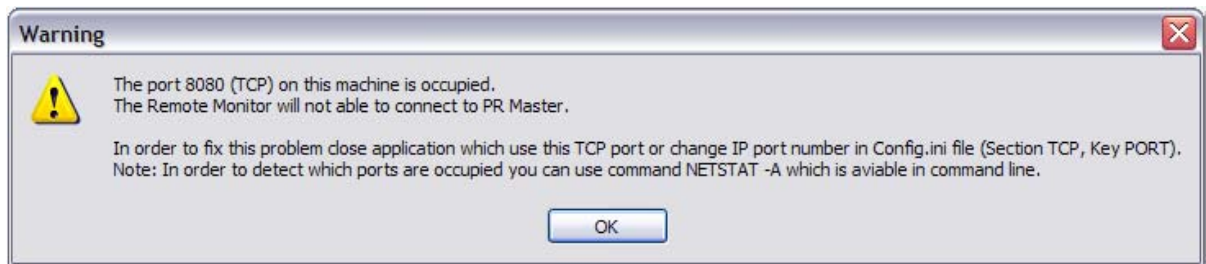 Warning
The port 8080 (TCP) on this machine is occupied.
The Remote Monitor will not able to connect to PR Master.
In order to fix this problem close application which use this TCP port or change IP port number in Config.ini file (Section TCP, Key PORT).
Note: In order to detect which ports are occupied you can use command NETSTAT -A which is aviable in command line.
OK